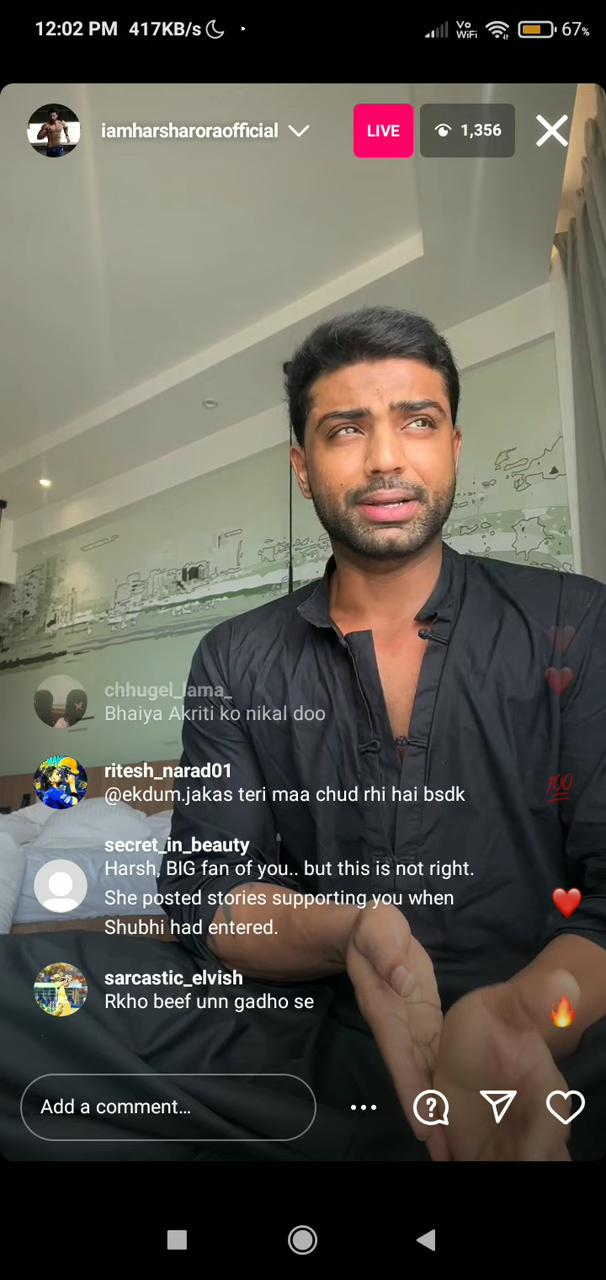 12:02 PM 417KB/s
Vo
WiFi
67%
iamharsharoraofficial
LIVE
1,356
chhugel_lama_
Bhaiya Akriti ko nikal doo
ritesh_narad01
@ekdum.jakas teri maa chud rhi hai bsdk
secret_in_beauty
Harsh, BIG fan of you.. but this is not right.
She posted stories supporting you when
Shubhi had entered.
sarcastic_elvish
Rkho beef unn gadho se
Add a comment...